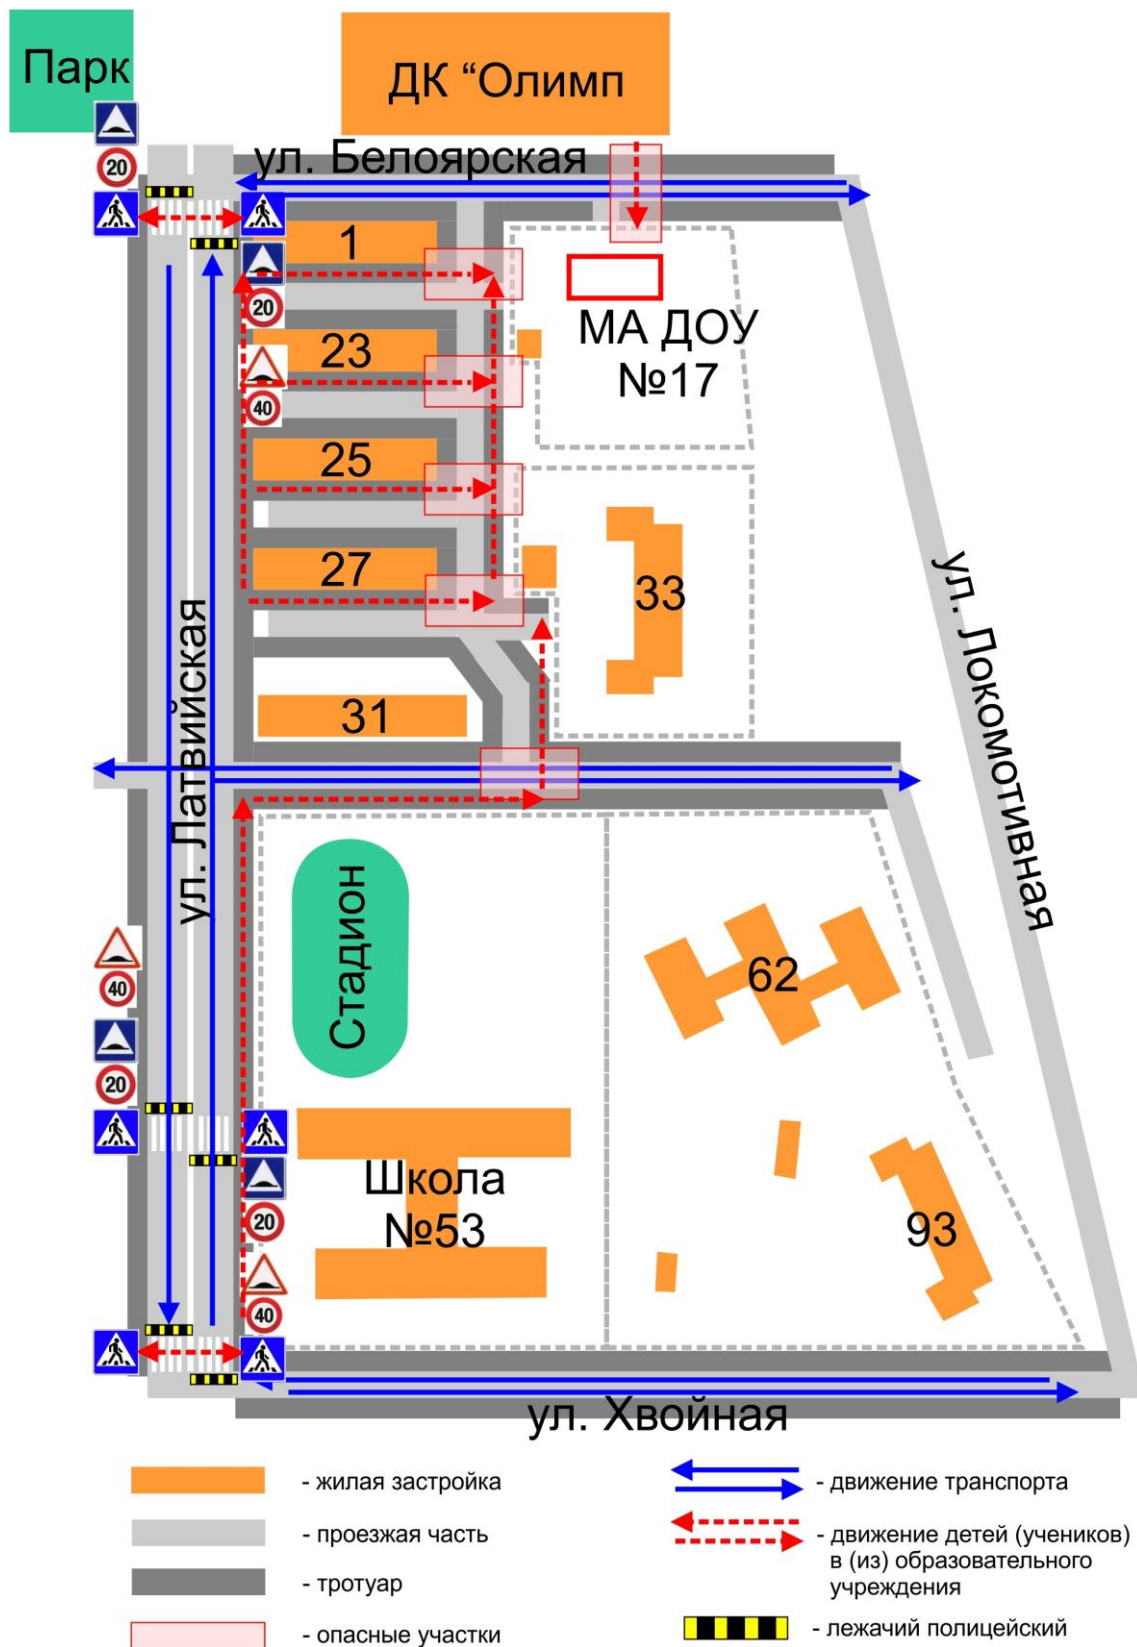 Парк
ДК “Олимп
ул. Белоярская
20
1
20
23
МА ДОУ
№17
40
25
27
33
ул. Латвийская
ул. Локомотивная
31
Стадион
62
40
20
Школа
№53
20
93
40
ул. Хвойная
- жилая застройка
- проезжая часть
- тротуар
- опасные участки
- движение транспорта
- движение детей (учеников)
в (из) образовательного
учреждения
- лежачий полицейский